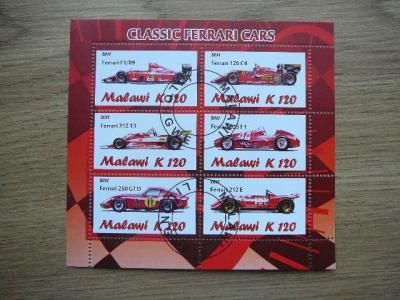 CLASSIC FERRARI CARS
2011
Ferrari F1/89
Malawi K 120
2011
Ferrari 126 C4
Malawi K 120
2011
Ferrari 312 T3
Malawi K 120
2011
Malawi K 120
2011
Ferrari 250 GTO
Malawi K 120
2011
Ferrari 212 E
Malawi K 120